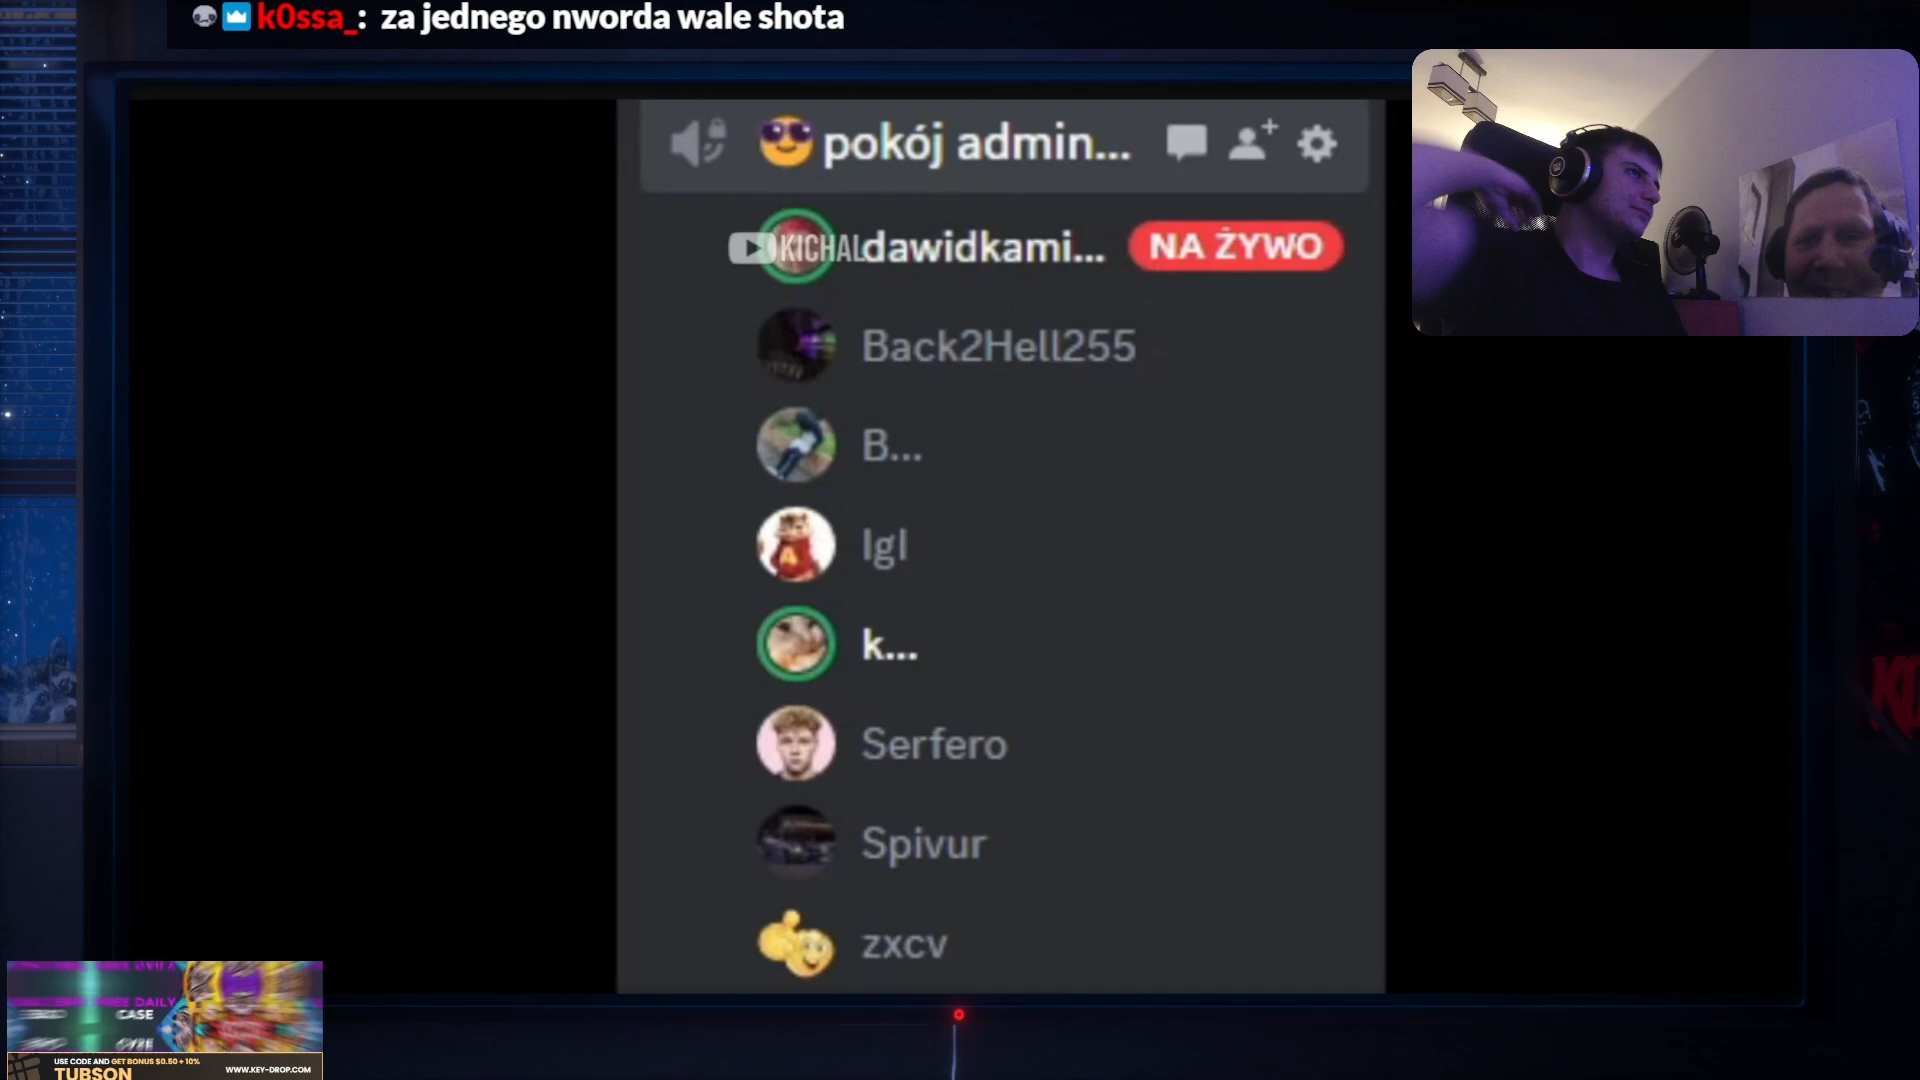 k0ssa_: za jednego nworda wale shota
pokój admin...
KICHAL
dawidkami...
NA ŻYWO
Back2Hell255
B...
Igl
k...
Serfero
Spivur
zxcv
DAILY
CASE
USE CODE AND GET BONUS $0.50 + 10%
TUBSON
WWW.KEY-DROP.COM